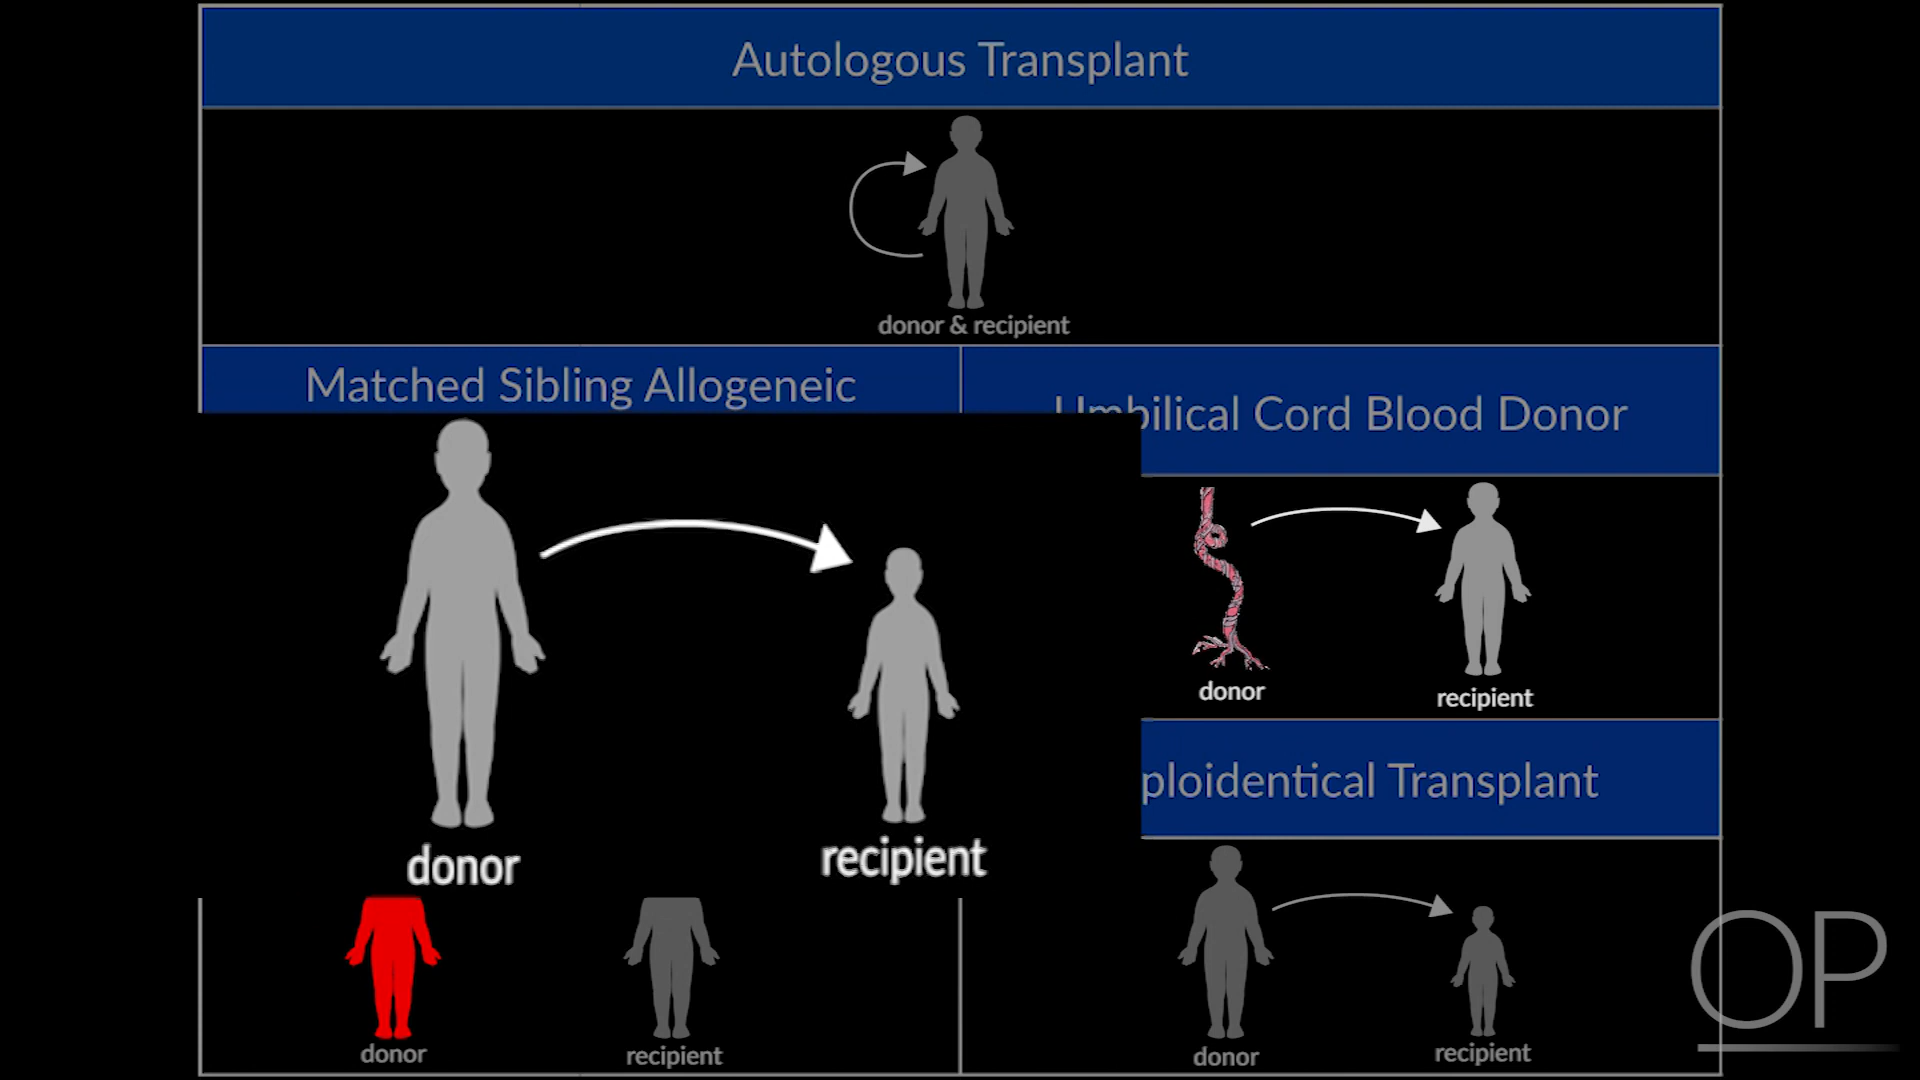 Autologous Transplant
donor & recipient
Matched Sibling Allogeneic
bilical Cord Blood Donor
donor
recipient
donor
recipient
ploidentical Transplant
donor
recipient
donor
recipient
OP